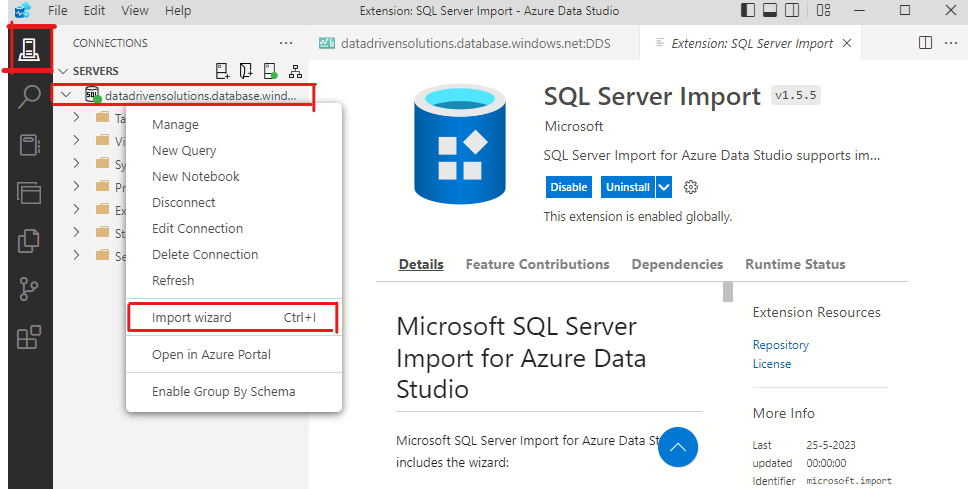 File Edit View Help
Extension: SQL Server Import - Azure Data Studio
CONNECTIONS
SERVERS
SQL
datadrivensolutions.database.wind...
Ta
Vi
Sy
Pr
Ex
St
Se
Manage
New Query
New Notebook
Disconnect
Edit Connection
Delete Connection
Refresh
Import wizard Ctrl+I
Open in Azure Portal
Enable Group By Schema
datadrivensolutions.database.windows.net:DDS
Extension: SQL Server Import
SQL Server Import v1.5.5
Microsoft
SQL Server Import for Azure Data Studio supports im...
Disable Uninstall
This extension is enabled globally.
Details Feature Contributions Dependencies Runtime Status
Microsoft SQL Server
Import for Azure Data
Studio
Microsoft SQL Server Import for Azure Data
includes the wizard:
Extension Resources
Repository
License
More Info
Last 25-5-2023
updated 00:00:00
Identifier microsoft.import